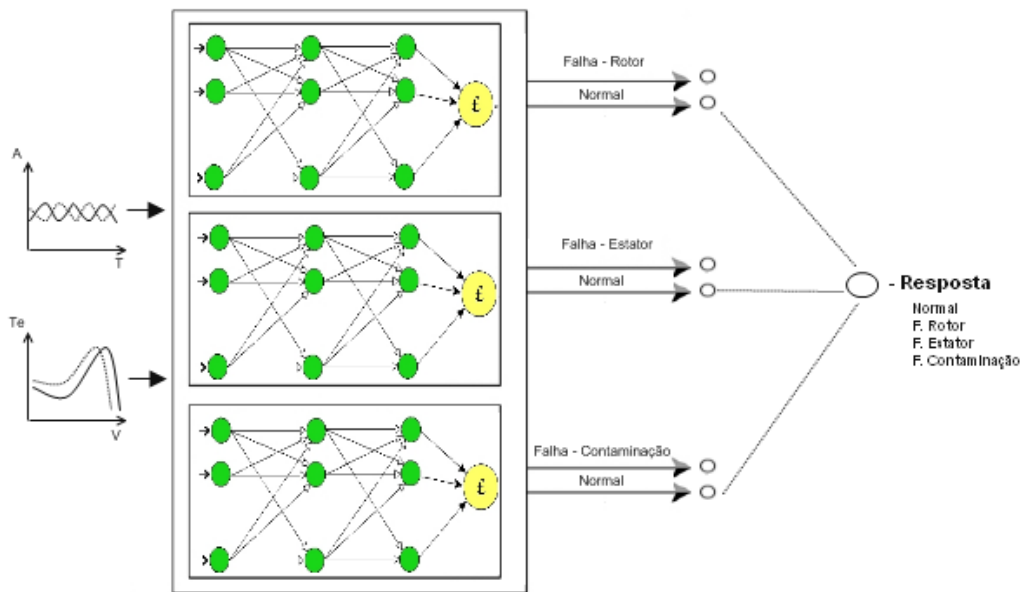 A
T
Te
V
£
£
£
Falha - Rotor
Normal
Falha - Estator
Normal
Falha - Contaminação
Normal
- Resposta
Normal
F. Rotor
F. Estator
F. Contaminação